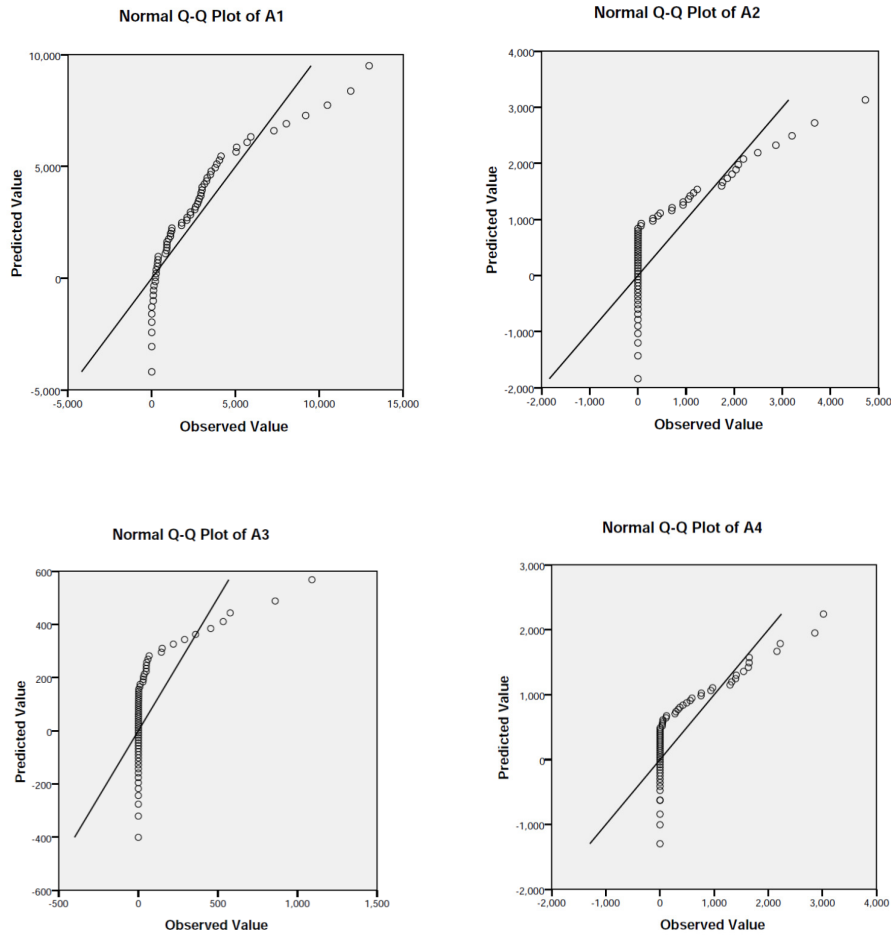 Normal Q-Q Plot of A1
10,000
5,000
0
-5,000
Predicted Value
-5,000 0 5,000 10,000 15,000
Observed Value
Normal Q-Q Plot of A2
4,000
3,000
2,000
1,000
0
-1,000
-2,000
Predicted Value
-2,000 -1,000 0 1,000 2,000 3,000 4,000 5,000
Observed Value
Normal Q-Q Plot of A3
600
400
200
0
-200
-400
-600
Predicted Value
-500 0 500 1,000 1,500
Observed Value
Normal Q-Q Plot of A4
3,000
2,000
1,000
0
-1,000
-2,000
Predicted Value
-2,000 -1,000 0 1,000 2,000 3,000 4,000
Observed Value